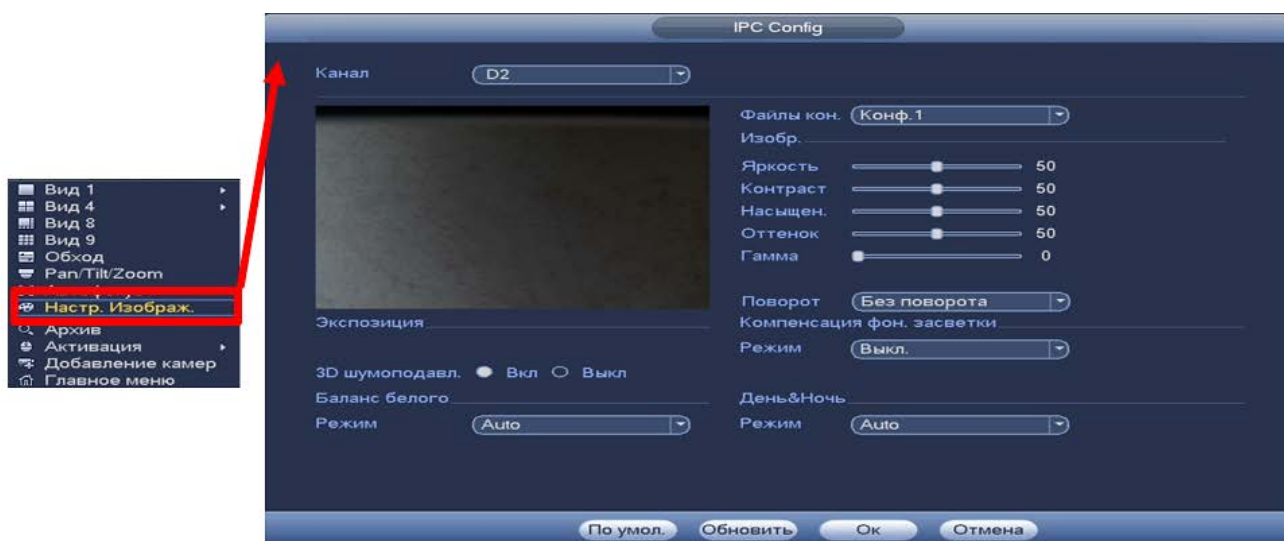 IPC Config
Канал D2
Файлы кон. Конф.1
Изобр.
Яркость 50
Контраст 50
Насыщен. 50
Оттенок 50
Гамма 0
Поворот Без поворота
Экспозиция
Компенсация фон. засветки
Режим Выкл.
3D шумоподавл. Вкл Выкл
Баланс белого
День&Ночь
Режим Auto
Режим Auto
По умол. Обновить Ок Отмена
Вид 1
Вид 4
Вид 8
Вид 9
Обход
Pan/Tilt/Zoom
Настр. Изображ.
Архив
Активация
Добавление камер
Главное меню